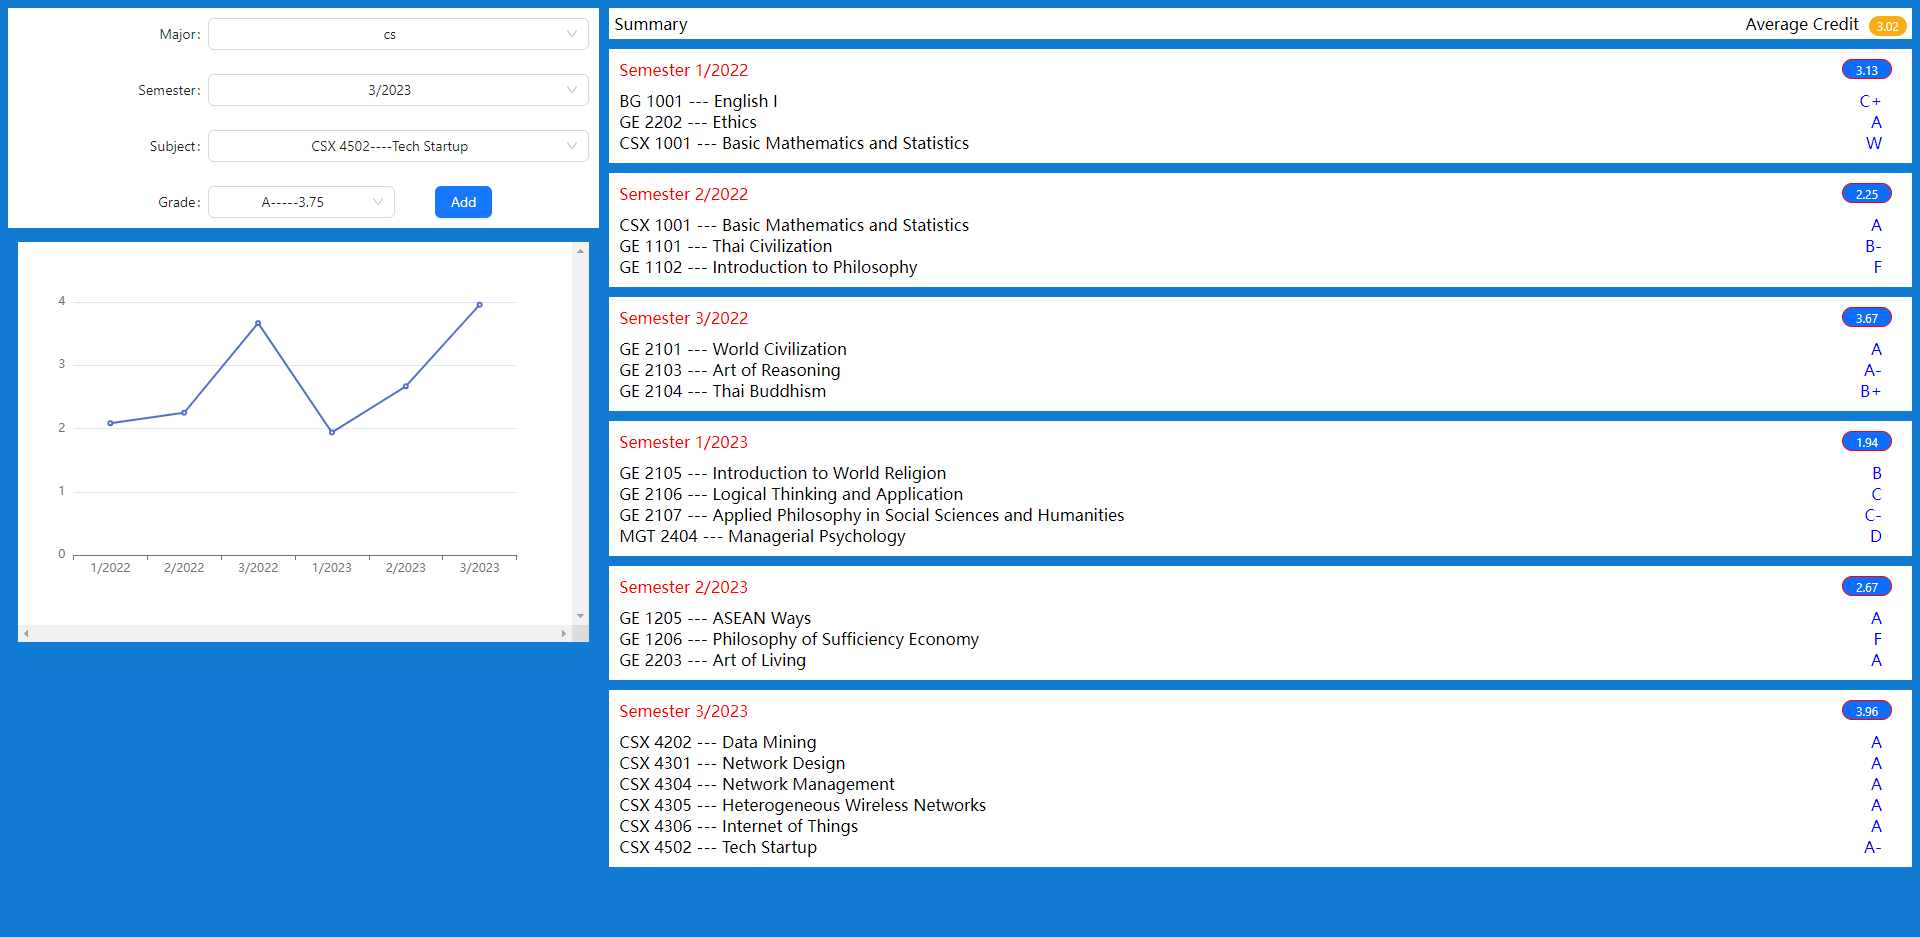 Major: cs
Semester: 3/2023
Subject: CSX 4502----Tech Startup
Grade: A-----3.75 Add
4
3
2
1
0
1/2022 2/2022 3/2022 1/2023 2/2023 3/2023
Summary Average Credit 3.02
Semester 1/2022 3.13
BG 1001 --- English I C+
GE 2202 --- Ethics A
CSX 1001 --- Basic Mathematics and Statistics W
Semester 2/2022 2.25
CSX 1001 --- Basic Mathematics and Statistics A
GE 1101 --- Thai Civilization B-
GE 1102 --- Introduction to Philosophy F
Semester 3/2022 3.67
GE 2101 --- World Civilization A
GE 2103 --- Art of Reasoning A-
GE 2104 --- Thai Buddhism B+
Semester 1/2023 1.94
GE 2105 --- Introduction to World Religion B
GE 2106 --- Logical Thinking and Application C
GE 2107 --- Applied Philosophy in Social Sciences and Humanities C-
MGT 2404 --- Managerial Psychology D
Semester 2/2023 2.67
GE 1205 --- ASEAN Ways A
GE 1206 --- Philosophy of Sufficiency Economy F
GE 2203 --- Art of Living A
Semester 3/2023 3.96
CSX 4202 --- Data Mining A
CSX 4301 --- Network Design A
CSX 4304 --- Network Management A
CSX 4305 --- Heterogeneous Wireless Networks A
CSX 4306 --- Internet of Things A
CSX 4502 --- Tech Startup A-